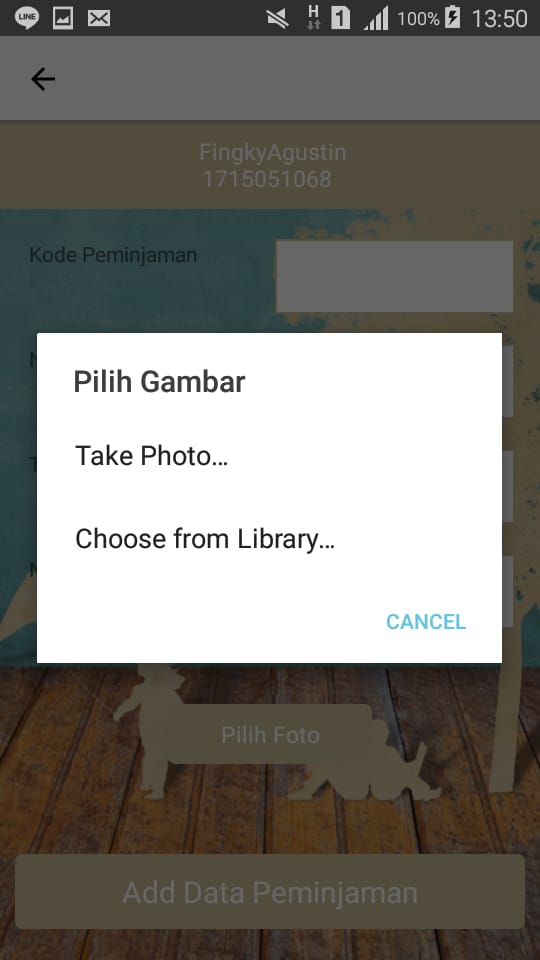 LINE
H
1
100%
13:50
FingkyAgustin
1715051068
Kode Peminjaman
Pilih Gambar
Take Photo...
Choose from Library...
CANCEL
Pilih Foto
Add Data Peminjaman